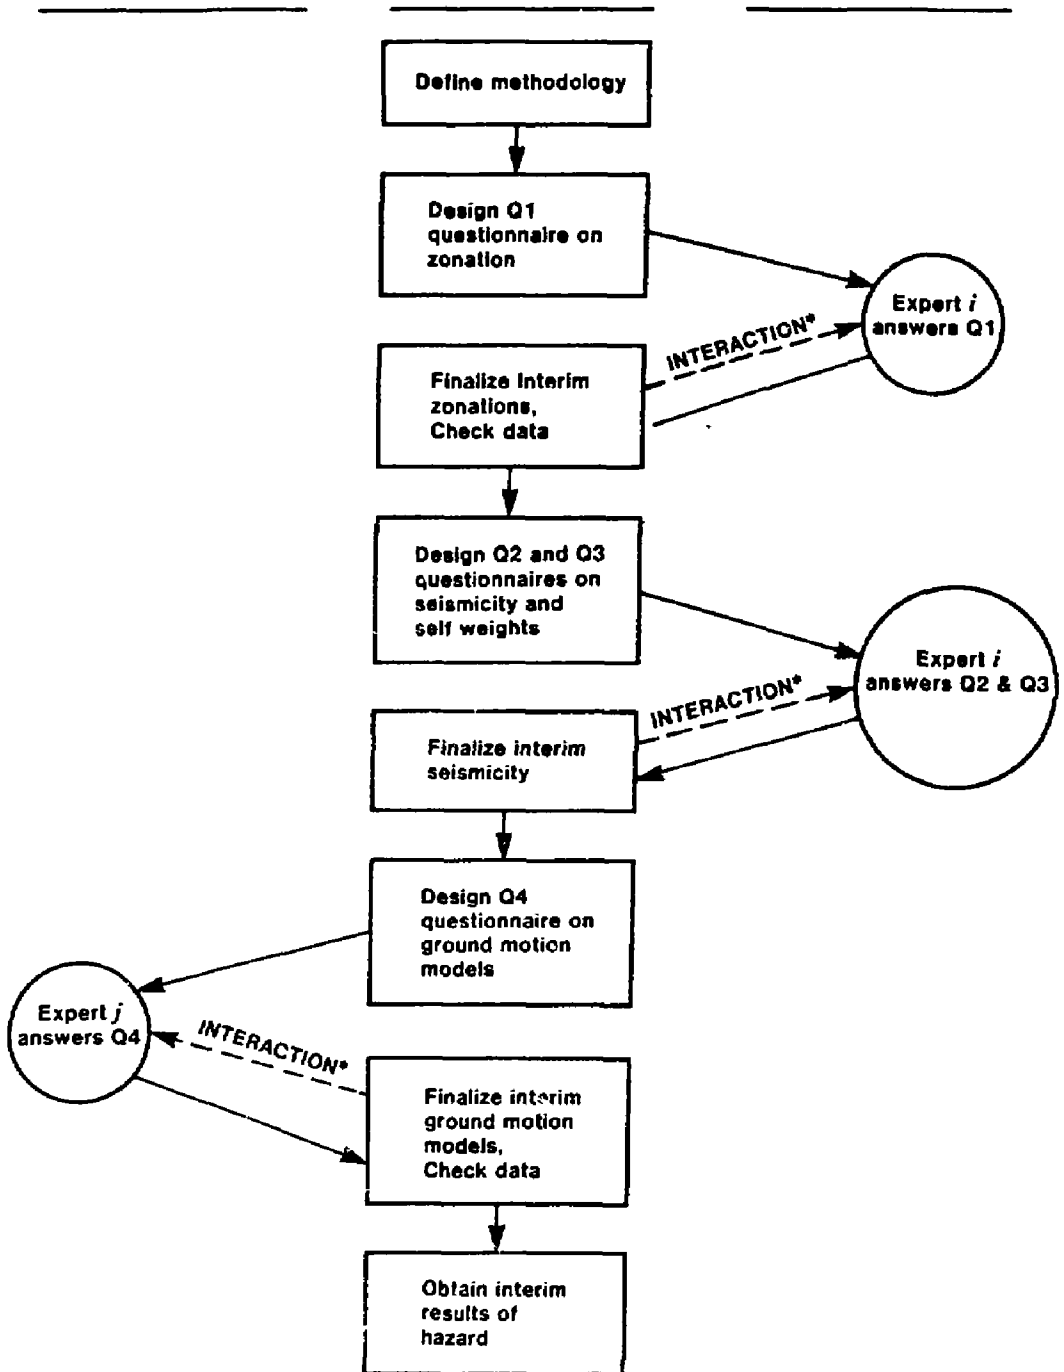 Define methodology
Design Q1
questionnaire on
zonation
Expert i
answers Q1
INTERACTION*
Finalize Interim
zonations,
Check data
Design Q2 and Q3
questionnaires on
seismicity and
self weights
Expert i
answers Q2 & Q3
INTERACTION*
Finalize interim
seismicity
Design Q4
questionnaire on
ground motion
models
Expert j
answers Q4
INTERACTION*
Finalize interim
ground motion
models,
Check data
Obtain interim
results of
hazard